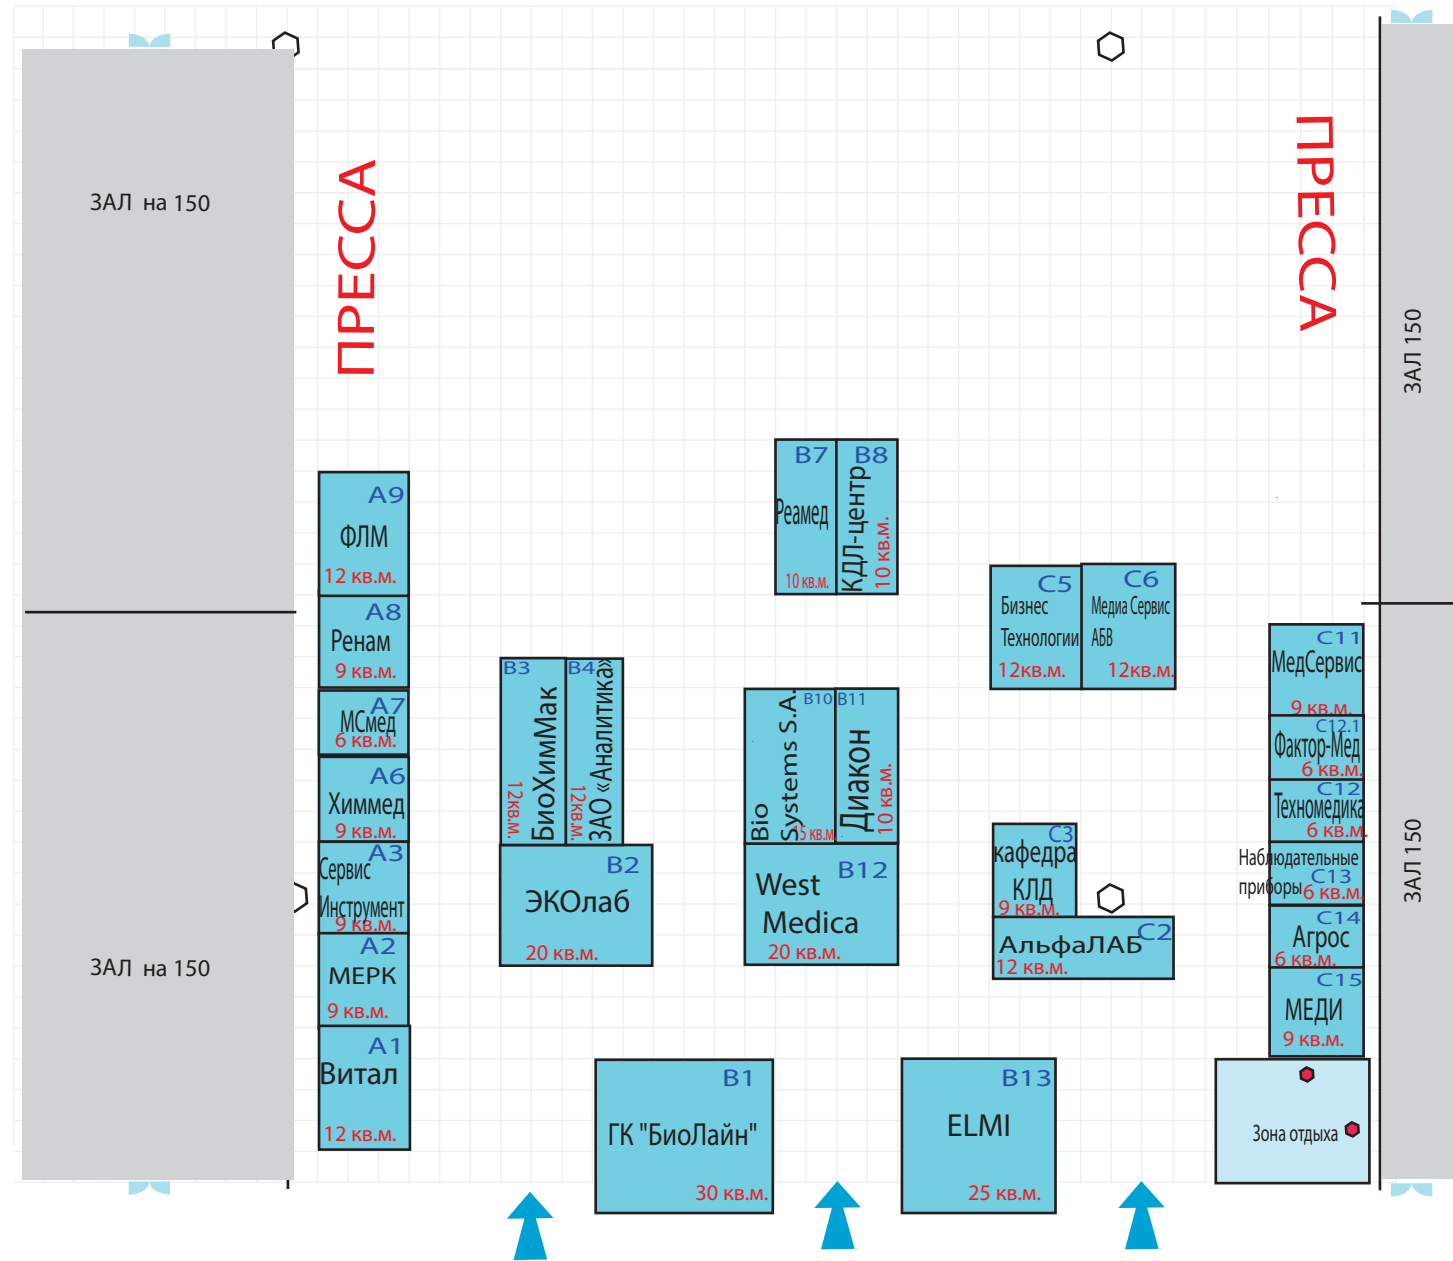 ЗАЛ на 150
ПРЕССА
ПРЕССА
ЗАЛ 150
A9
ФЛМ
12 кв.м.
A8
Ренам
9 кв.м.
A7
МСмед
6 кв.м.
A6
Химмед
9 кв.м.
A3
Сервис
Инструмент
9 кв.м.
A2
МЕРК
9 кв.м.
A1
Витал
12 кв.м.
ЗАЛ на 150
B3
БиоХимМак
12кв.м.
B4
ЗАО «Аналитика»
12кв.м.
B2
ЭКОлаб
20 кв.м.
B7
Реамед
10 кв.м.
B8
КДЛ-центр
10 кв.м.
B10
Bio
Systems S.A.
15 кв.м.
B11
Диакон
10 кв.м.
B12
West
Medica
20 кв.м.
C5
Бизнес
Технологии
12кв.м.
C6
Медиа Сервис
АБВ
12кв.м.
C3
кафедра
КЛД
9 кв.м.
C2
АльфаЛАБ
12 кв.м.
C11
МедСервис
9 кв.м.
C12.1
Фактор-Мед
6 кв.м.
C12
Техномедика
6 кв.м.
Наблюдательные
приборы
C13
6 кв.м.
C14
Агрос
6 кв.м.
C15
МЕДИ
9 кв.м.
ЗАЛ 150
B1
ГК "БиоЛайн"
30 кв.м.
B13
ELMI
25 кв.м.
Зона отдыха